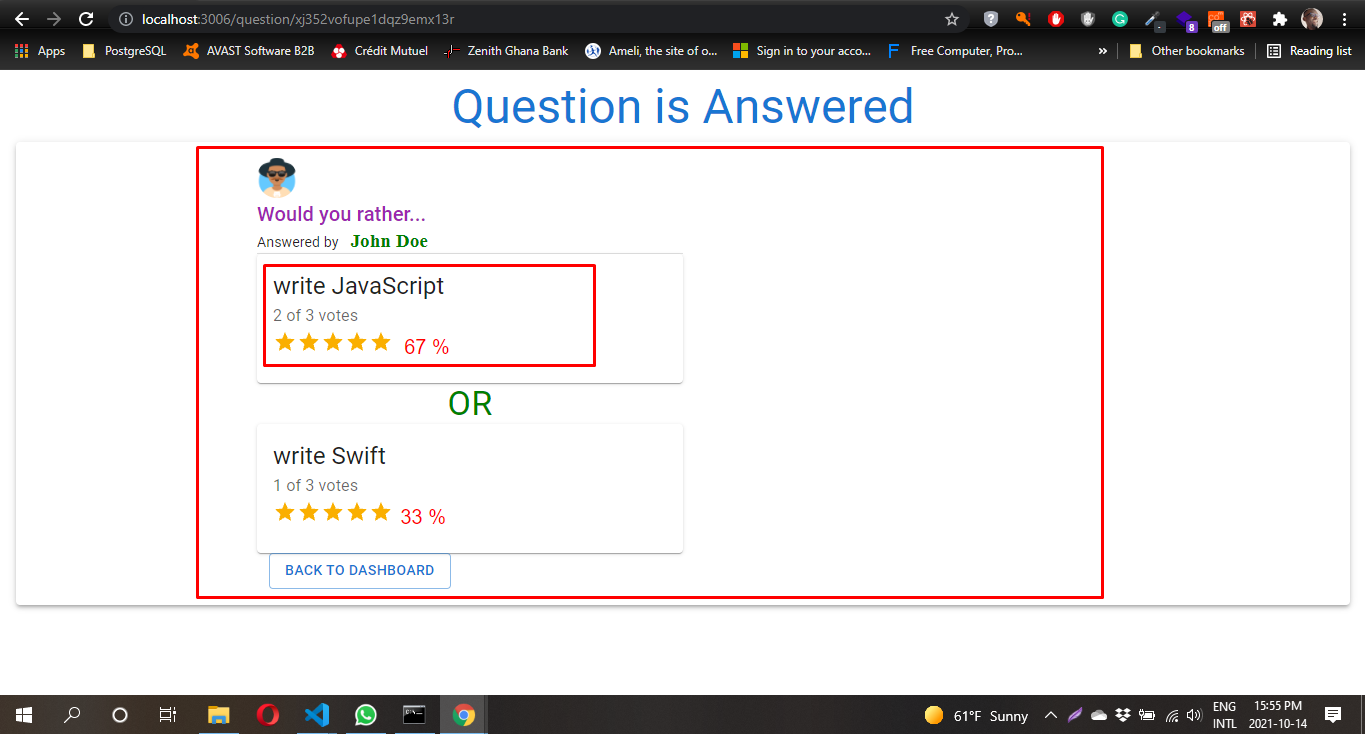 localhost:3006/question/xj352vofupe1dqz9emx13r
8
off
Apps PostgreSQL AVAST Software B2B Crédit Mutuel Zenith Ghana Bank Ameli, the site of o... Sign in to your acco... Free Computer, Pro... » Other bookmarks Reading list
Question is Answered
Would you rather...
Answered by John Doe
write JavaScript
2 of 3 votes
67 %
OR
write Swift
1 of 3 votes
33 %
BACK TO DASHBOARD
61°F Sunny
ENG
INTL
15:55 PM
2021-10-14